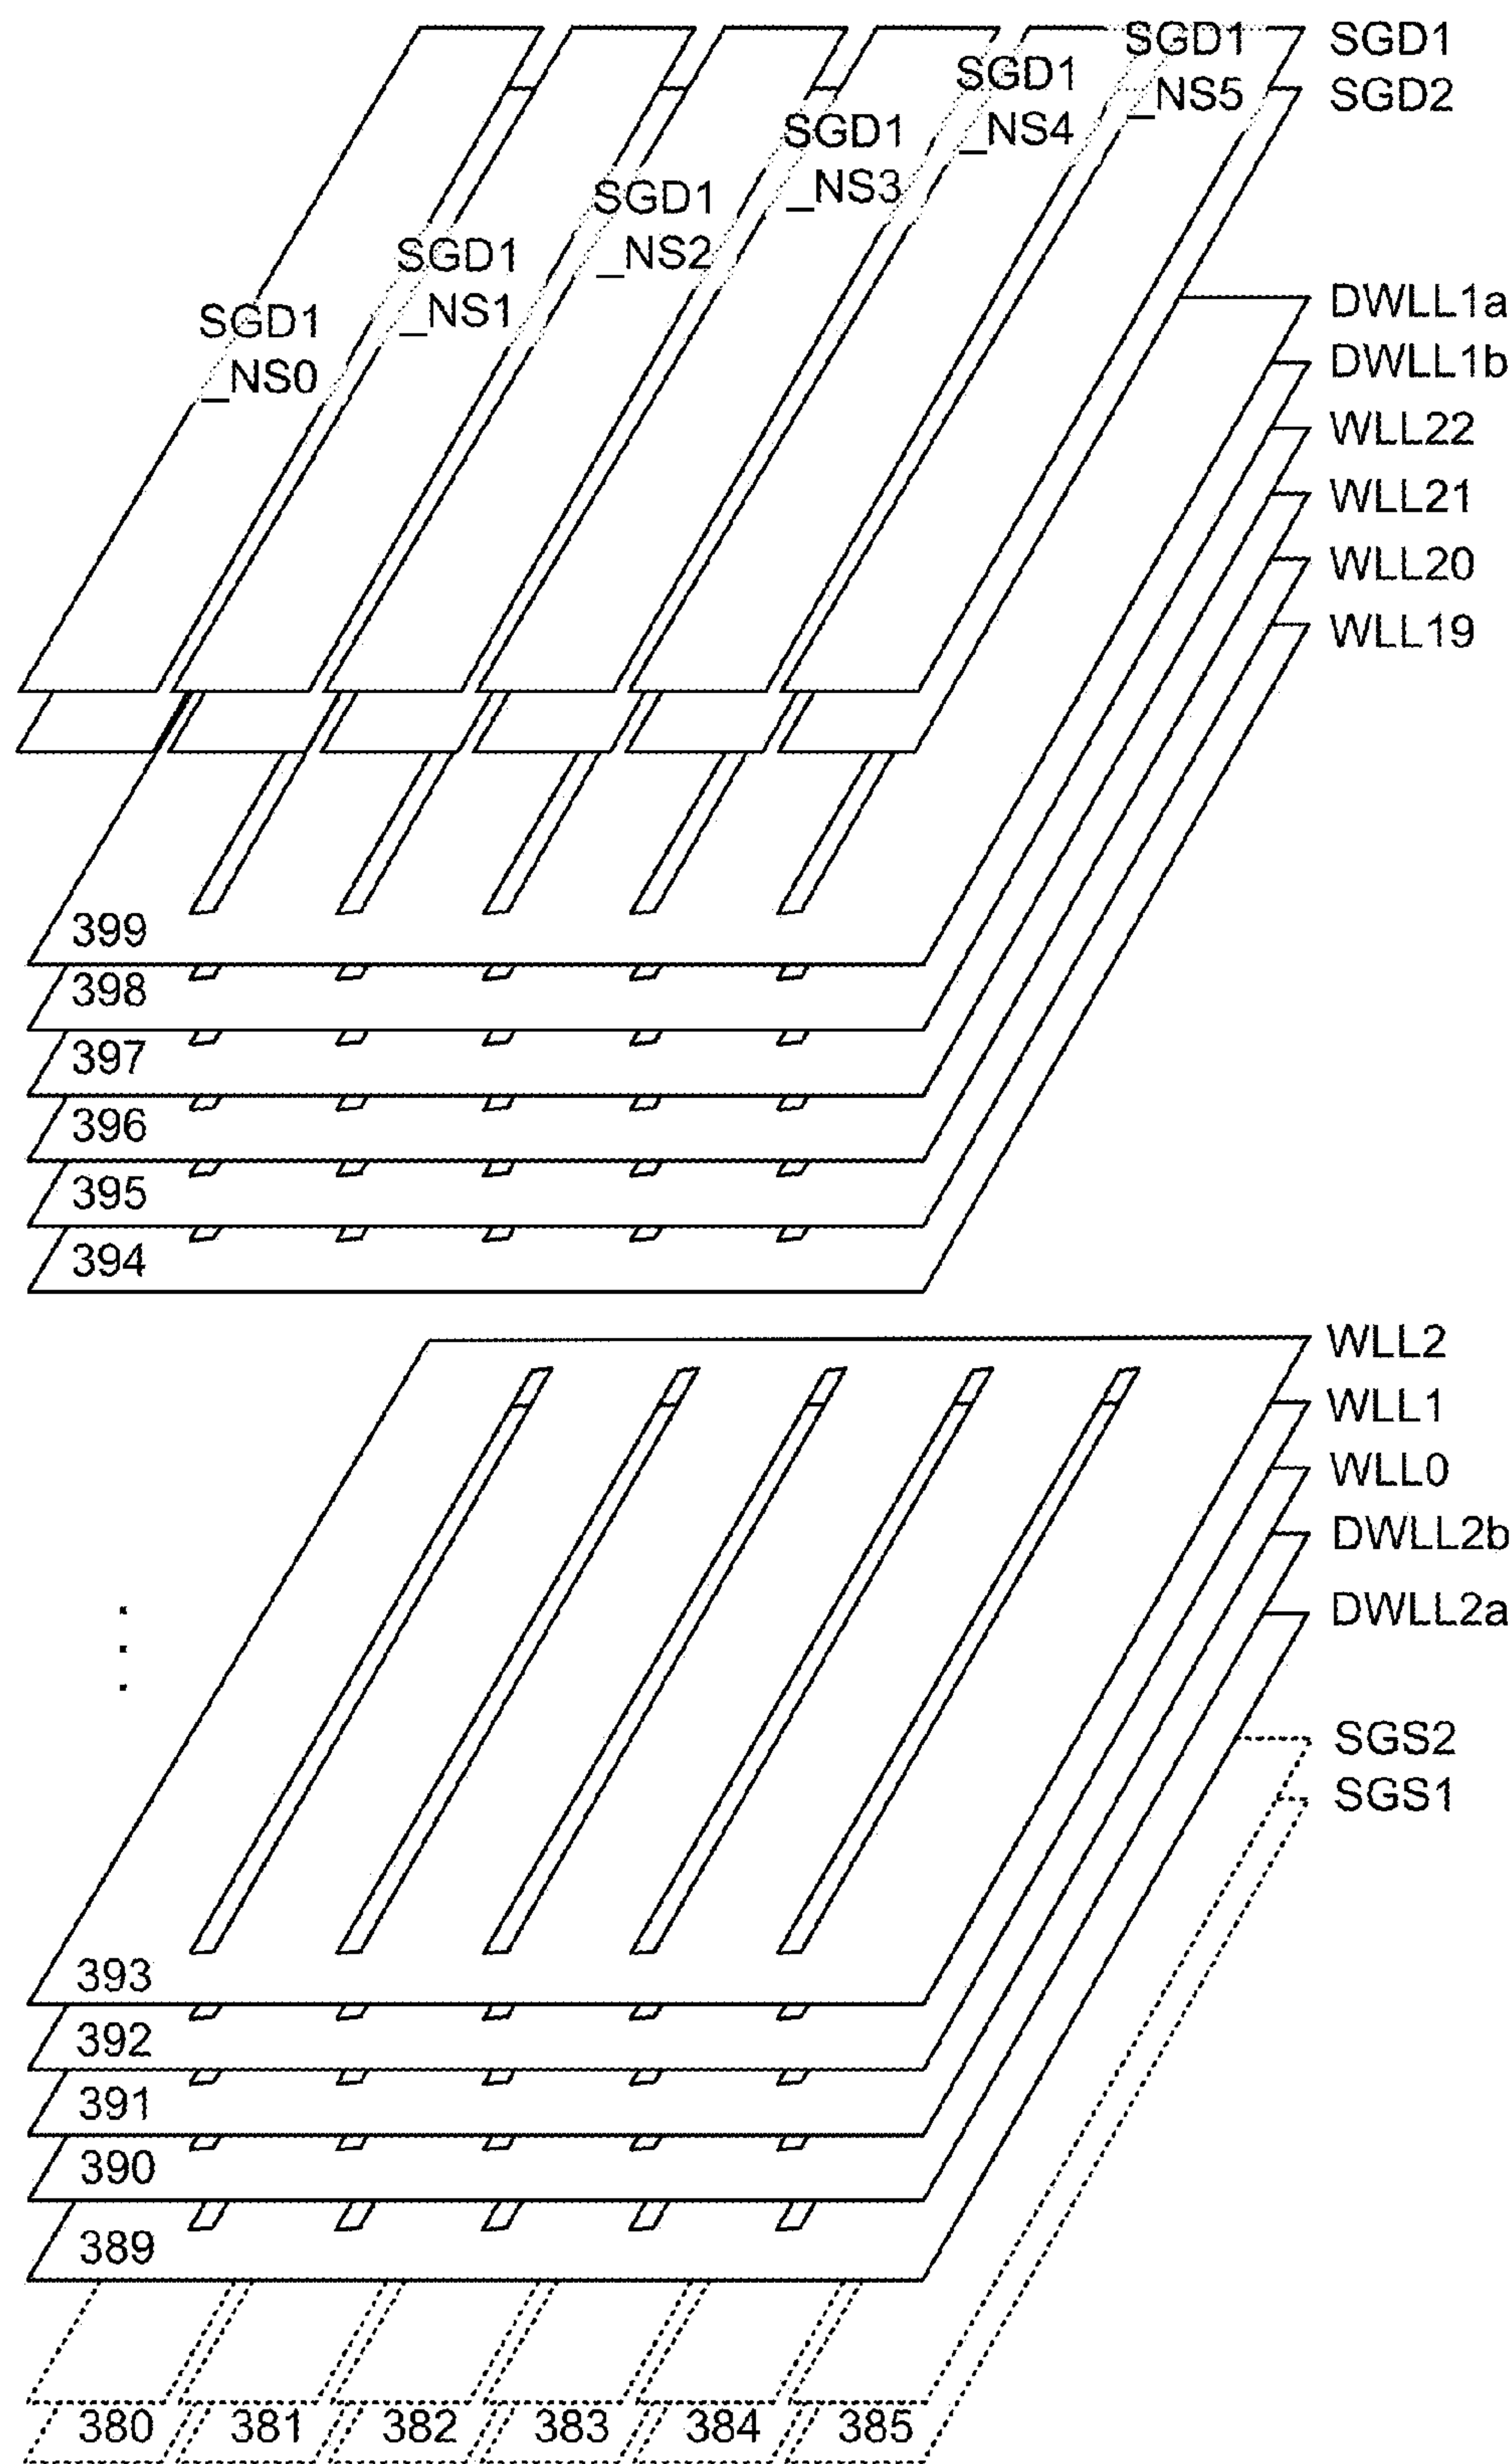 SGD1
_NS0
SGD1
_NS1
SGD1
_NS2
SGD1
_NS3
SGD1
_NS4
SGD1
_NS5
SGD1
SGD2
DWLL1a
DWLL1b
WLL22
WLL21
WLL20
WLL19
399
398
397
396
395
394
WLL2
WLL1
WLL0
DWLL2b
DWLL2a
SGS2
SGS1
393
392
391
390
389
380 381 382 383 384 385